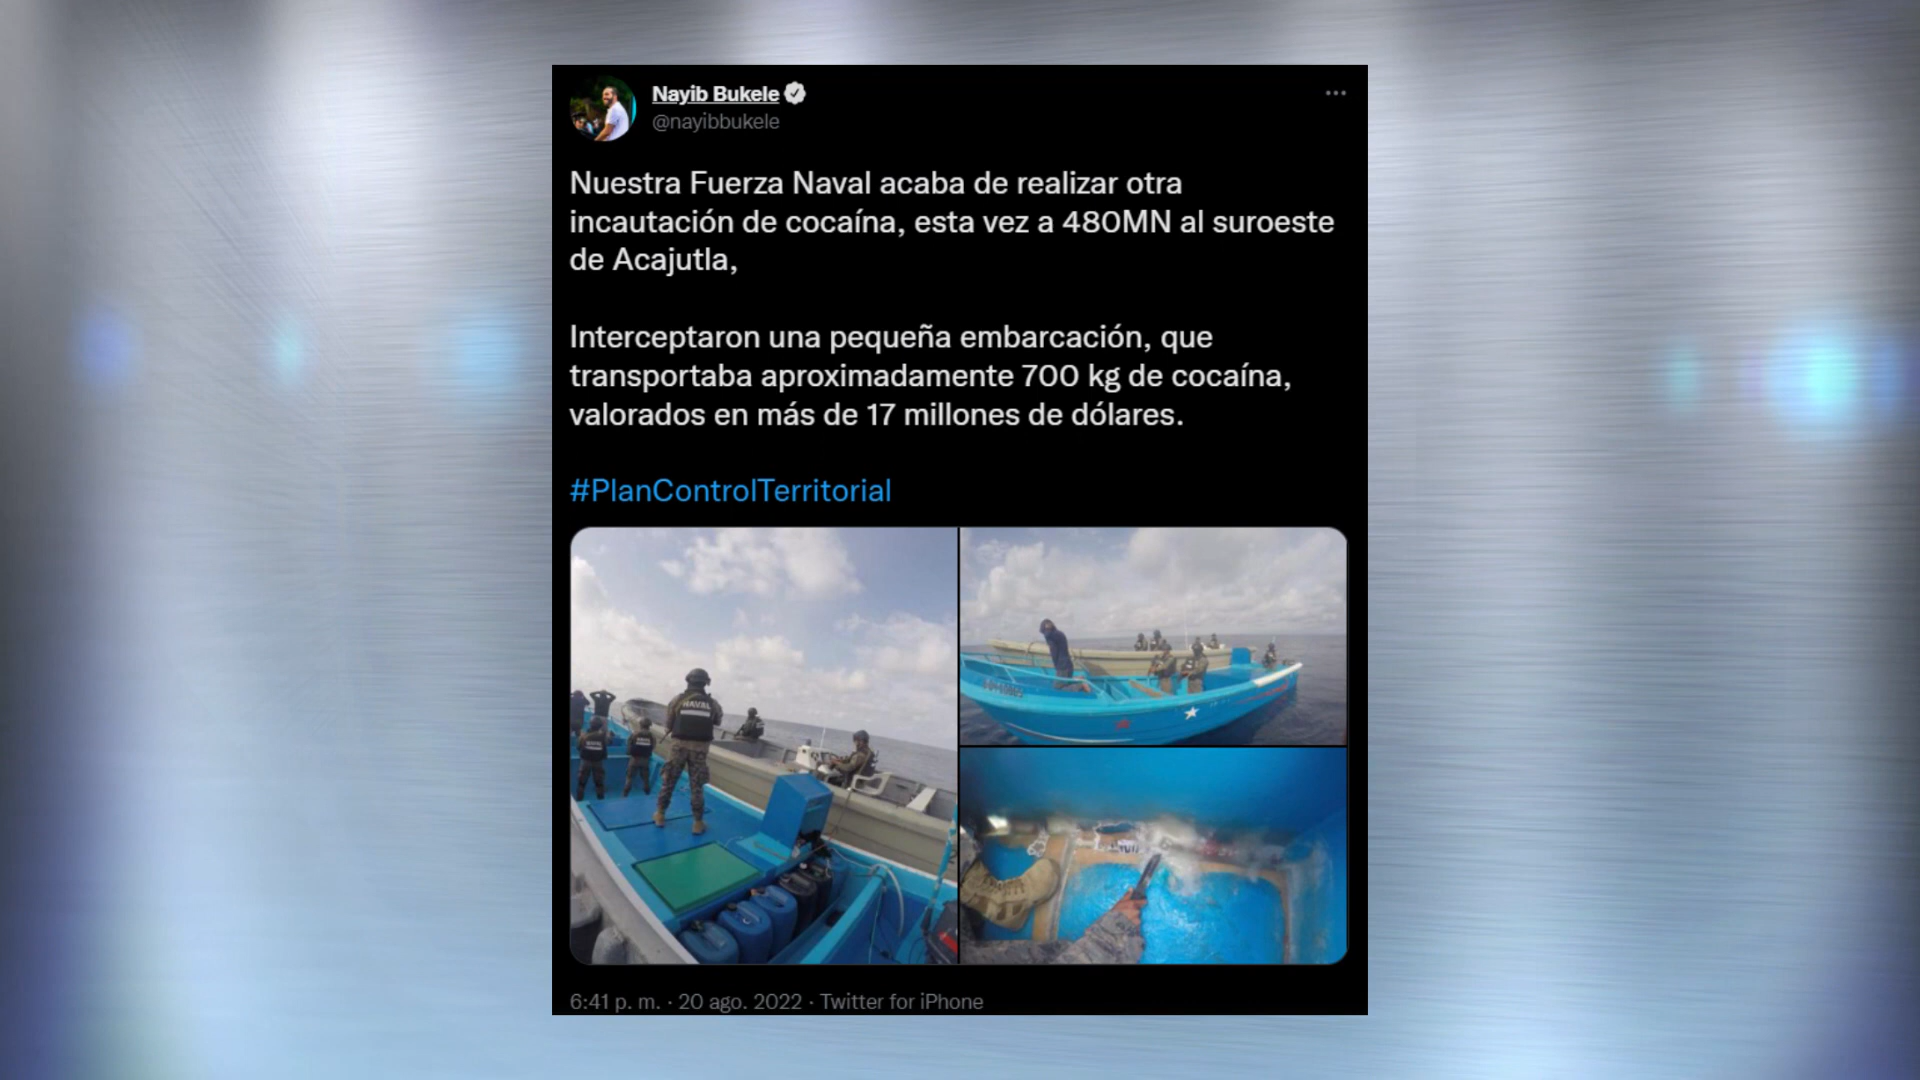 Nayib Bukele
@nayibbukele
Nuestra Fuerza Naval acaba de realizar otra
incautación de cocaína, esta vez a 480MN al suroeste
de Acajutla,
Interceptaron una pequeña embarcación, que
transportaba aproximadamente 700 kg de cocaína,
valorados en más de 17 millones de dólares.
#PlanControlTerritorial
NAVAL
6:41 p. m. · 20 ago. 2022 · Twitter for iPhone